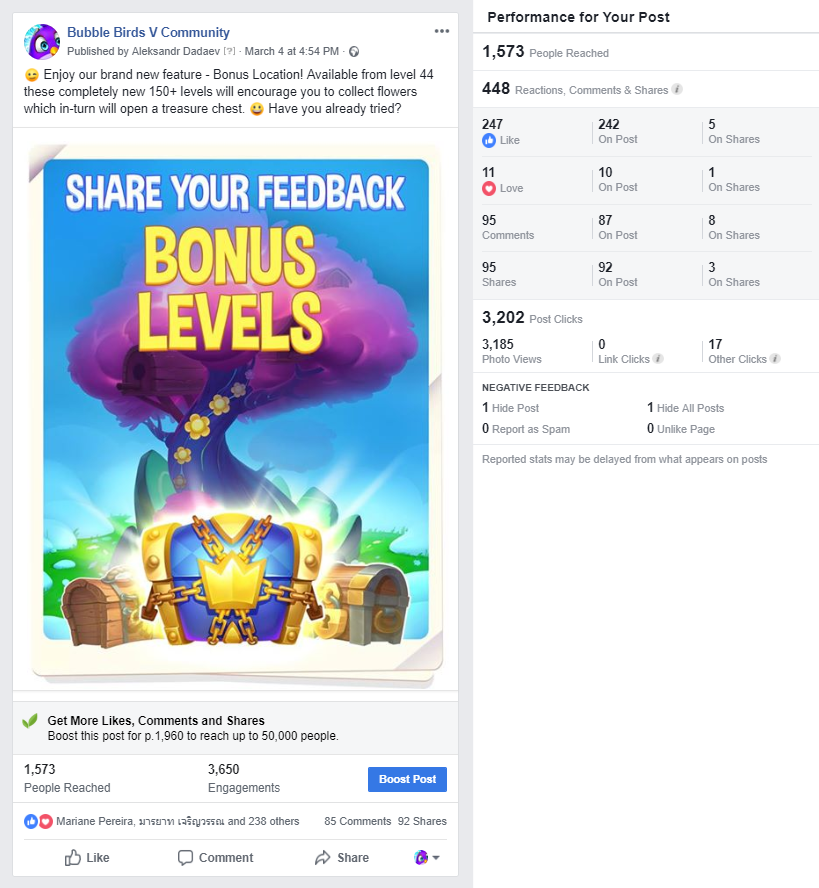 Bubble Birds V Community
Published by Aleksandr Dadaev [?] · March 4 at 4:54 PM ·
😉 Enjoy our brand new feature - Bonus Location! Available from level 44
these completely new 150+ levels will encourage you to collect flowers
which in-turn will open a treasure chest. 😀 Have you already tried?
SHARE YOUR FEEDBACK
BONUS
LEVELS
Get More Likes, Comments and Shares
Boost this post for p.1,960 to reach up to 50,000 people.
1,573 3,650
People Reached Engagements
Boost Post
Mariane Pereira, มารยาท เจริญวรรณ and 238 others 85 Comments 92 Shares
Like Comment Share
Performance for Your Post
1,573 People Reached
448 Reactions, Comments & Shares i
247 242 5
Like On Post On Shares
11 10 1
Love On Post On Shares
95 87 8
Comments On Post On Shares
95 92 3
Shares On Post On Shares
3,202 Post Clicks
3,185 0 17
Photo Views Link Clicks i Other Clicks i
NEGATIVE FEEDBACK
1 Hide Post 1 Hide All Posts
0 Report as Spam 0 Unlike Page
Reported stats may be delayed from what appears on posts